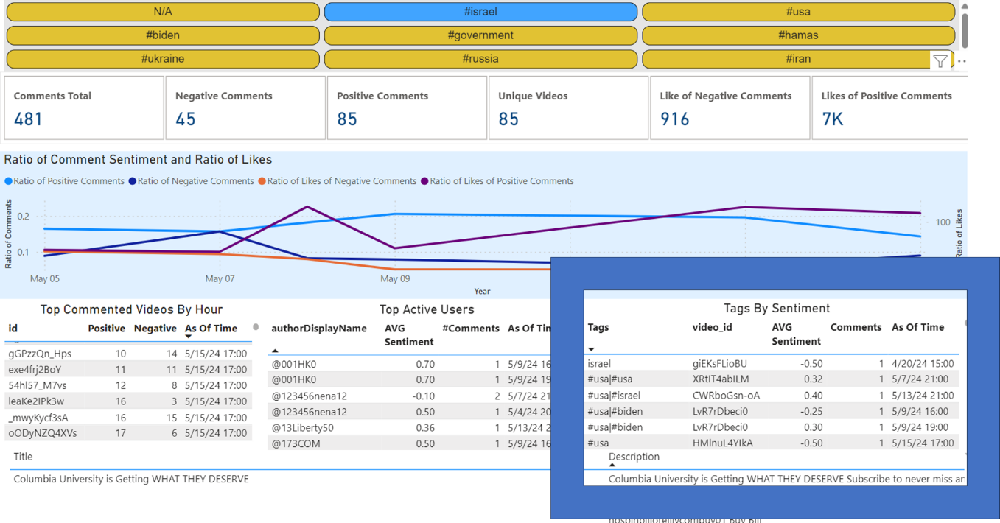 N/A #israel #usa
#biden #government #hamas
#ukraine #russia #iran
Comments Total Negative Comments Positive Comments Unique Videos Like of Negative Comments Likes of Positive Comments
481 45 85 85 916 7K
Ratio of Comment Sentiment and Ratio of Likes
Ratio of Positive Comments Ratio of Negative Comments Ratio of Likes of Negative Comments Ratio of Likes of Positive Comments
Ratio of Comments
0.2
0.1
100
Ratio of Likes
May 05 May 07 May 09
Year
Top Commented Videos By Hour
id Positive Negative As Of Time
gGPzzQn_Hps 10 14 5/15/24 17:00
exe4frj2BoY 11 11 5/15/24 17:00
54hl57_M7vs 12 8 5/15/24 17:00
leaKe2IPk3w 16 3 5/15/24 17:00
_mwyKycf3sA 16 15 5/15/24 17:00
oODyNZQ4XVs 17 6 5/15/24 17:00
Top Active Users
authorDisplayName AVG Sentiment #Comments As Of Tim
@001HK0 0.70 1 5/9/24 16
@001HK0 0.70 1 5/9/24 19
@123456nena12 -0.10 2 5/7/24 21
@123456nena12 0.50 1 5/4/24 20
@13Liberty50 0.36 1 5/13/24 2
@173COM 0.50 1 5/9/24 16
Tags By Sentiment
Tags video_id AVG Sentiment Comments As Of Time
israel giEKsFLioBU -0.50 1 4/20/24 15:00
#usa|#usa XRtIT4abILM 0.32 1 5/7/24 21:00
#usa|#israel CWRboGsn-oA 0.40 1 5/13/24 21:00
#usa|#biden LvR7rDbeci0 -0.25 1 5/9/24 16:00
#usa|#biden LvR7rDbeci0 0.30 1 5/9/24 19:00
#usa HMlnuL4YIkA -0.50 1 5/15/24 17:00
Title
Columbia University is Getting WHAT THEY DESERVE
Description
Columbia University is Getting WHAT THEY DESERVE Subscribe to never miss an